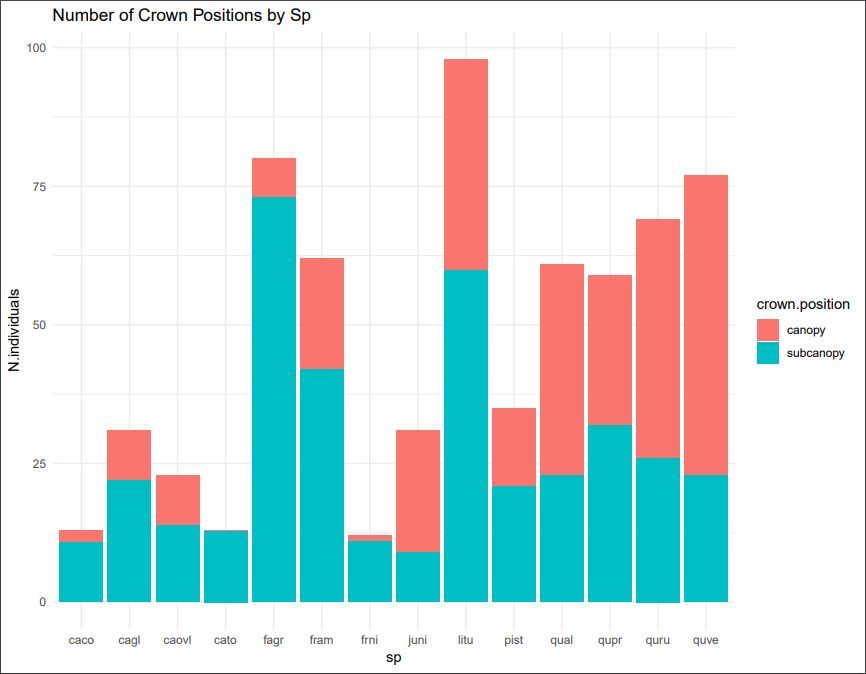 Number of Crown Positions by Sp
100
75
50
25
0
N.individuals
caco cagl caovl cato fagr fram frni juni litu pist qual qupr quru quve
sp
crown.position
canopy
subcanopy